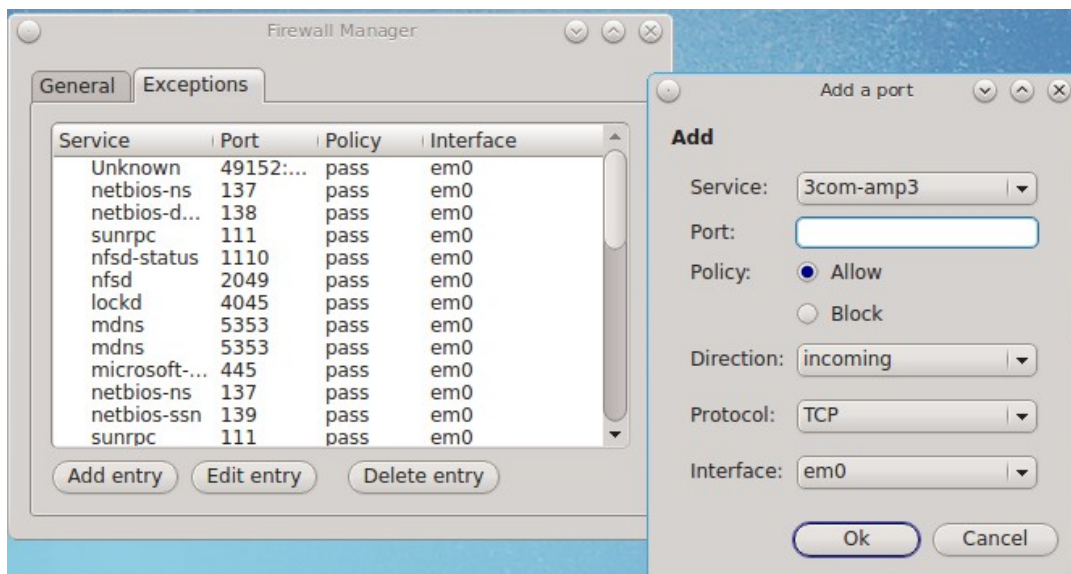 Firewall Manager
General Exceptions
Service Port Policy Interface
Unknown 49152:... pass em0
netbios-ns 137 pass em0
netbios-d... 138 pass em0
sunrpc 111 pass em0
nfsd-status 1110 pass em0
nfsd 2049 pass em0
lockd 4045 pass em0
mdns 5353 pass em0
mdns 5353 pass em0
microsoft-... 445 pass em0
netbios-ns 137 pass em0
netbios-ssn 139 pass em0
sunrpc 111 pass em0
Add entry Edit entry Delete entry
Add a port
Add
Service: 3com-amp3
Port:
Policy: Allow
Block
Direction: incoming
Protocol: TCP
Interface: em0
Ok Cancel